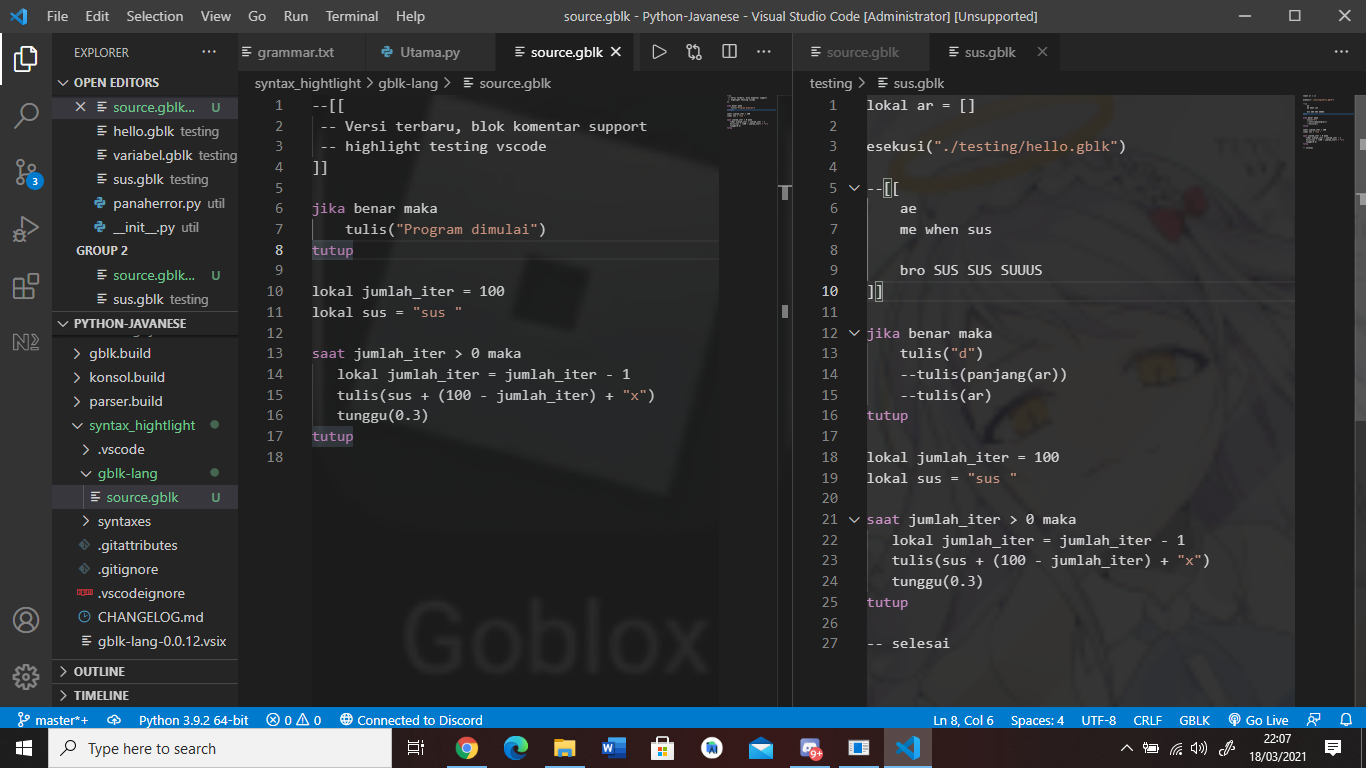 File Edit Selection View Go Run Terminal Help source.gblk - Python-Javanese - Visual Studio Code [Administrator] [Unsupported]
EXPLORER
OPEN EDITORS
source.gblk... U
hello.gblk testing
variabel.gblk testing
sus.gblk testing
panaherror.py util
__init__.py util
GROUP 2
source.gblk... U
sus.gblk testing
PYTHON-JAVANESE
gblk.build
konsol.build
parser.build
syntax_hightlight
.vscode
gblk-lang
source.gblk U
syntaxes
.gitattributes
.gitignore
.vscodeignore
CHANGELOG.md
gblk-lang-0.0.12.vsix
OUTLINE
TIMELINE
3
grammar.txt Utama.py source.gblk
syntax_hightlight > gblk-lang > source.gblk
1 --[[
2 -- Versi terbaru, blok komentar support
3 -- highlight testing vscode
4 ]]
5
6 jika benar maka
7 tulis("Program dimulai")
8 tutup
9
10 lokal jumlah_iter = 100
11 lokal sus = "sus "
12
13 saat jumlah_iter > 0 maka
14 lokal jumlah_iter = jumlah_iter - 1
15 tulis(sus + (100 - jumlah_iter) + "x")
16 tunggu(0.3)
17 tutup
18
Goblox
source.gblk sus.gblk
testing > sus.gblk
1 lokal ar = []
2
3 esekusi("./testing/hello.gblk")
4
5 --[[
6 ae
7 me when sus
8
9 bro SUS SUS SUUUS
10 ]]
11
12 jika benar maka
13 tulis("d")
14 --tulis(panjang(ar))
15 --tulis(ar)
16 tutup
17
18 lokal jumlah_iter = 100
19 lokal sus = "sus "
20
21 saat jumlah_iter > 0 maka
22 lokal jumlah_iter = jumlah_iter - 1
23 tulis(sus + (100 - jumlah_iter) + "x")
24 tunggu(0.3)
25 tutup
26
27 -- selesai
master*+ Python 3.9.2 64-bit 0 0 Connected to Discord Ln 8, Col 6 Spaces: 4 UTF-8 CRLF GBLK Go Live
Type here to search
9+
22:07
18/03/2021